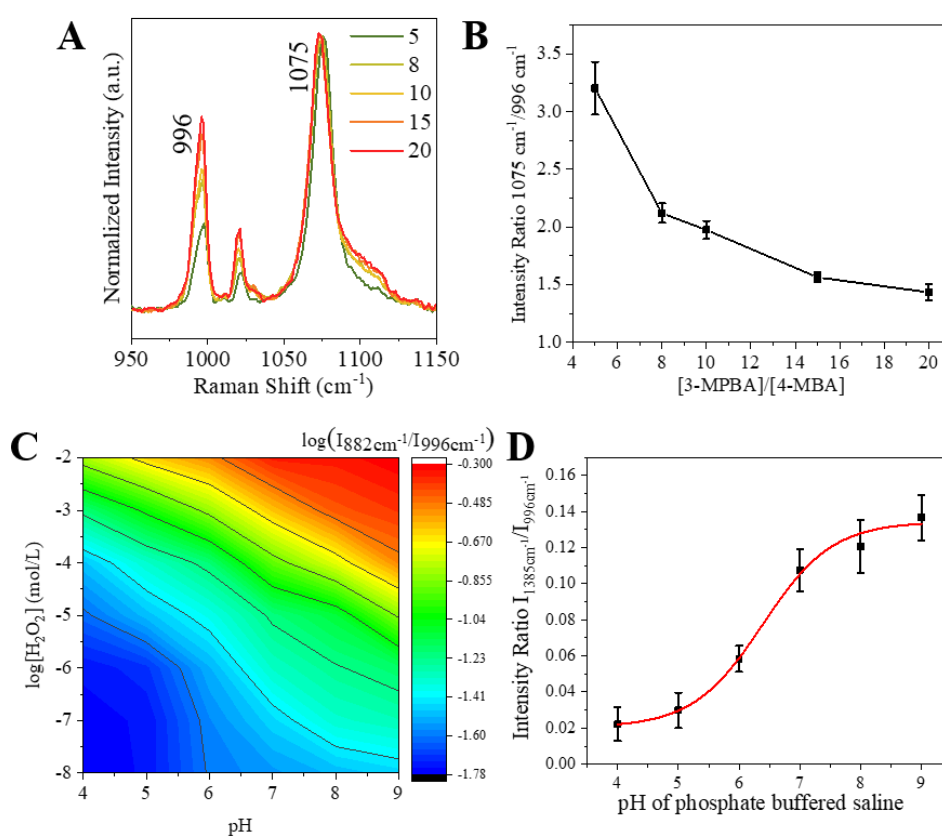 A
996
1075
5
8
10
15
20
Normalized Intensity (a.u.)
950 1000 1050 1100 1150
Raman Shift (cm⁻¹)
B
Intensity Ratio 1075 cm⁻¹/996 cm⁻¹
3.5
3.0
2.5
2.0
1.5
1.0
4 6 8 10 12 14 16 18 20
[3-MPBA]/[4-MBA]
C
log(I882cm⁻¹/I996cm⁻¹)
log[H₂O₂] (mol/L)
-2
-3
-4
-5
-6
-7
-8
4 5 6 7 8 9
pH
-0.300
-0.485
-0.670
-0.855
-1.04
-1.23
-1.41
-1.60
-1.78
D
Intensity Ratio I1385cm⁻¹/I996cm⁻¹
0.16
0.14
0.12
0.10
0.08
0.06
0.04
0.02
0.00
4 5 6 7 8 9
pH of phosphate buffered saline